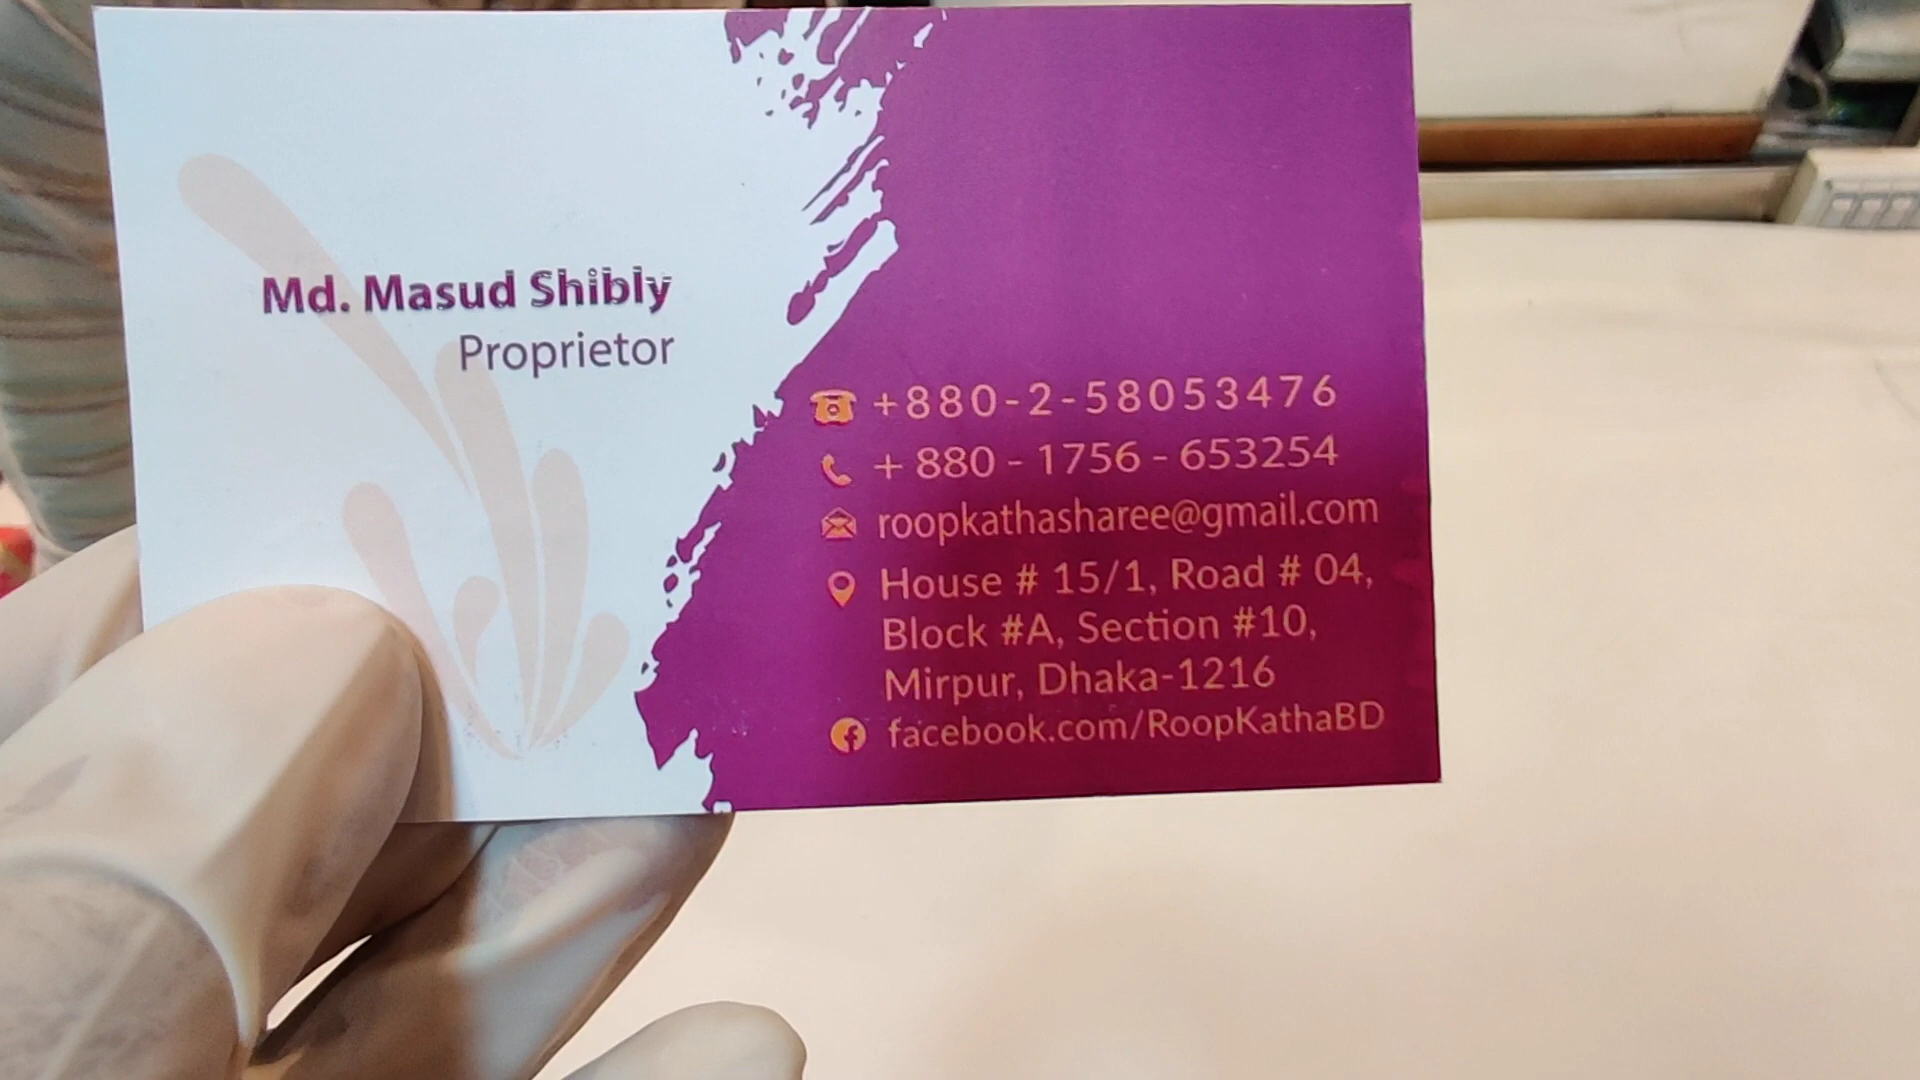 Md. Masud Shibly
Proprietor
+880-2-58053476
+ 880 - 1756 - 653254
roopkathasharee@gmail.com
House # 15/1, Road # 04,
Block #A, Section #10,
Mirpur, Dhaka-1216
facebook.com/RoopKathaBD